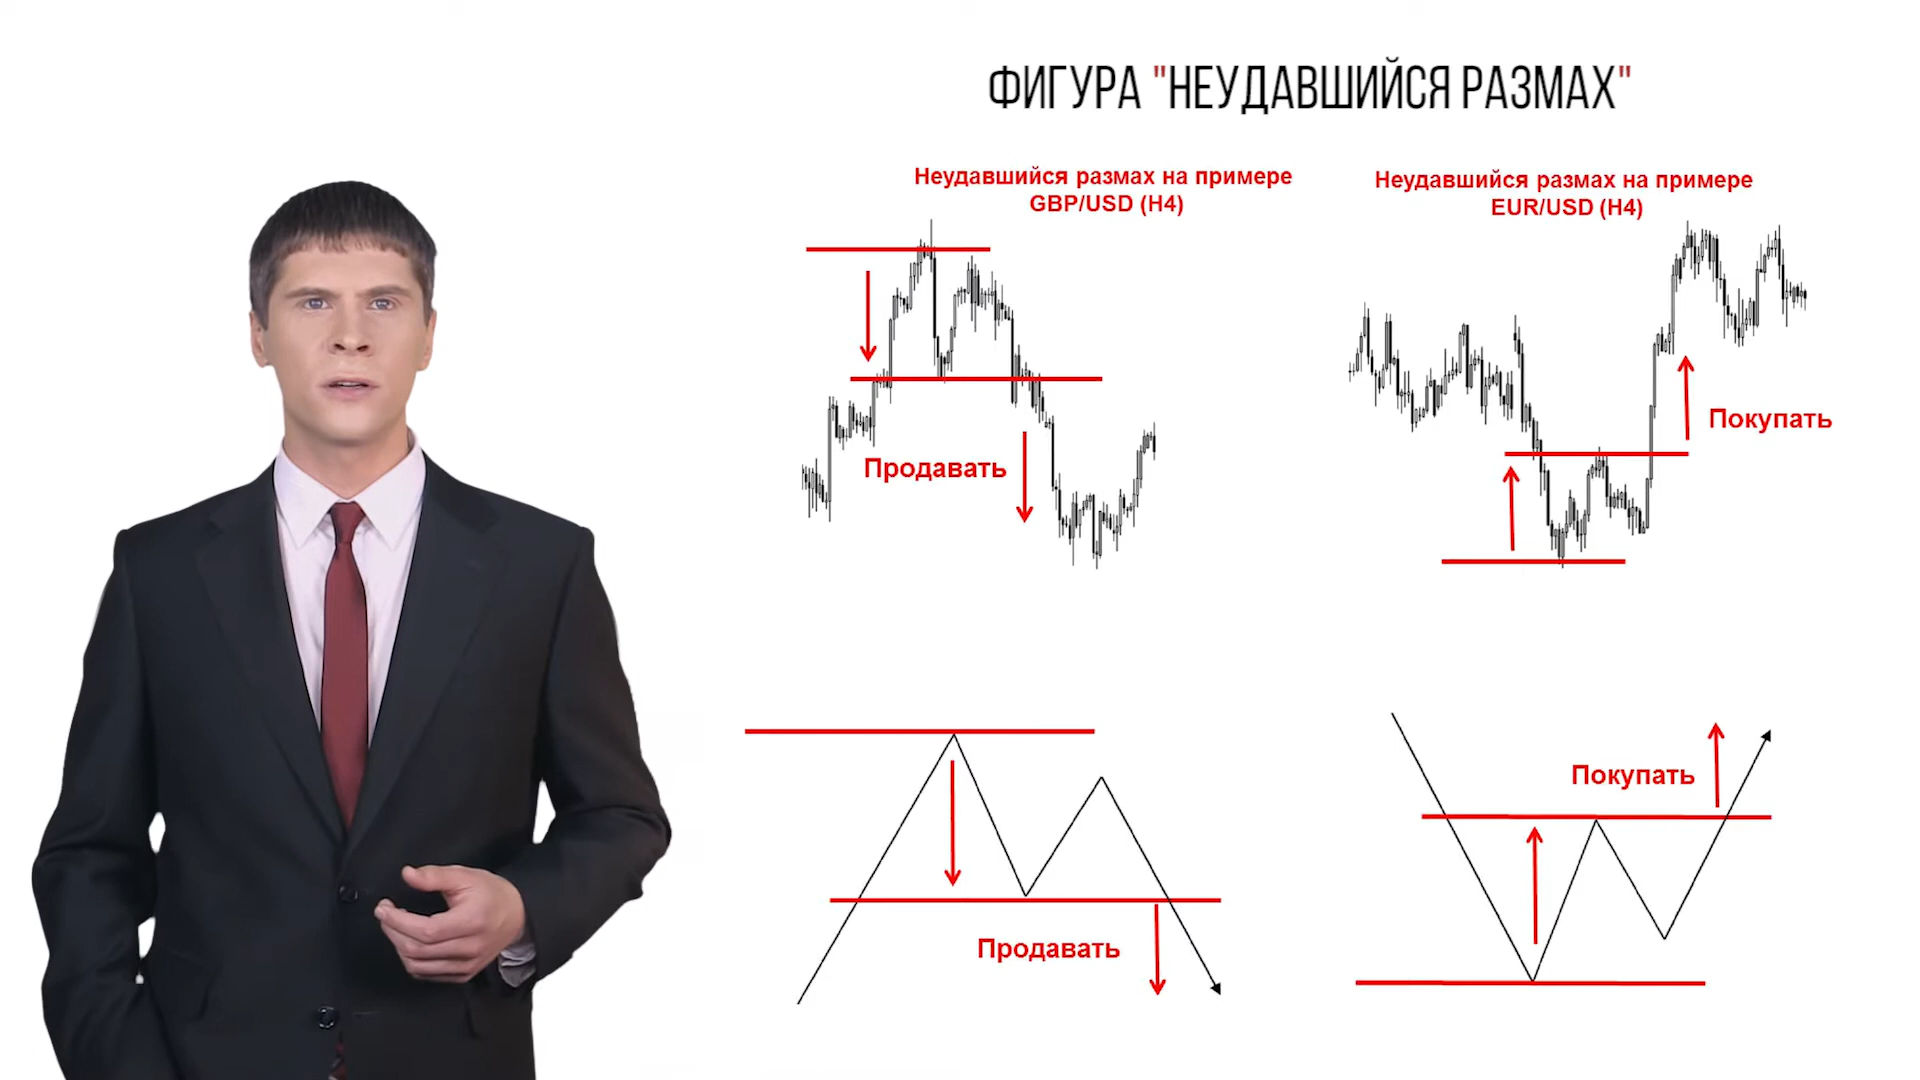 ФИГУРА "НЕУДАВШИЙСЯ РАЗМАХ"
Неудавшийся размах на примере
GBP/USD (H4)
Неудавшийся размах на примере
EUR/USD (H4)
Продавать
Покупать
Продавать
Покупать